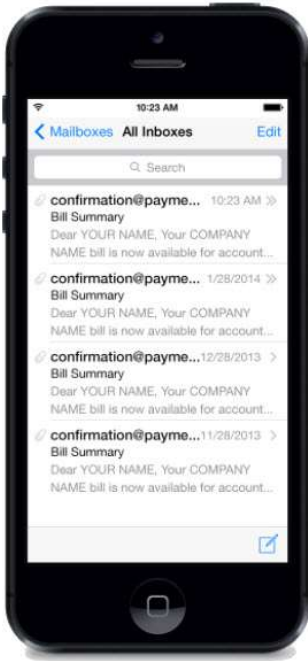 10:23 AM
Mailboxes All Inboxes Edit
Search
confirmation@payme... 10:23 AM
Bill Summary
Dear YOUR NAME, Your COMPANY
NAME bill is now available for account...
confirmation@payme... 1/28/2014
Bill Summary
Dear YOUR NAME, Your COMPANY
NAME bill is now available for account...
confirmation@payme... 12/28/2013
Bill Summary
Dear YOUR NAME, Your COMPANY
NAME bill is now available for account...
confirmation@payme... 11/28/2013
Bill Summary
Dear YOUR NAME, Your COMPANY
NAME bill is now available for account...